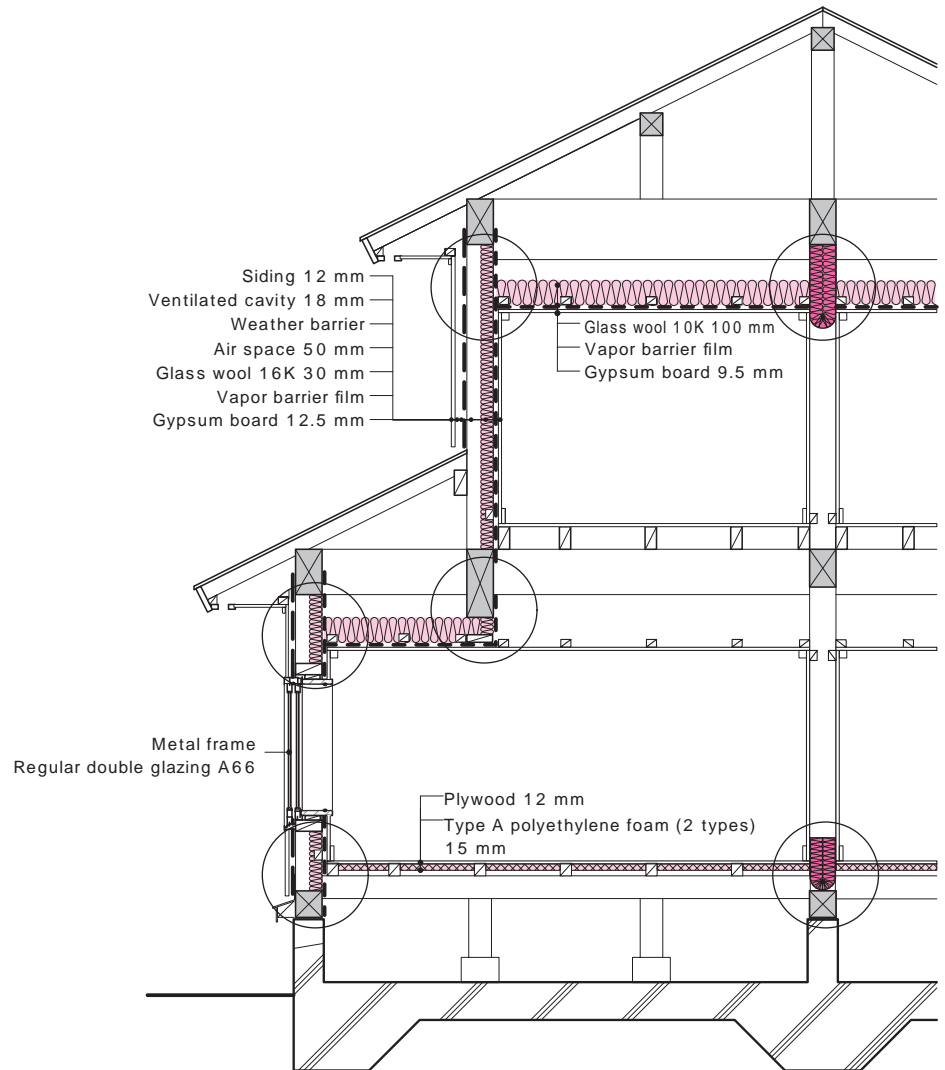 Siding 12 mm
Ventilated cavity 18 mm
Weather barrier
Air space 50 mm
Glass wool 16K 30 mm
Vapor barrier film
Gypsum board 12.5 mm
Glass wool 10K 100 mm
Vapor barrier film
Gypsum board 9.5 mm
Metal frame
Regular double glazing A66
Plywood 12 mm
Type A polyethylene foam (2 types)
15 mm